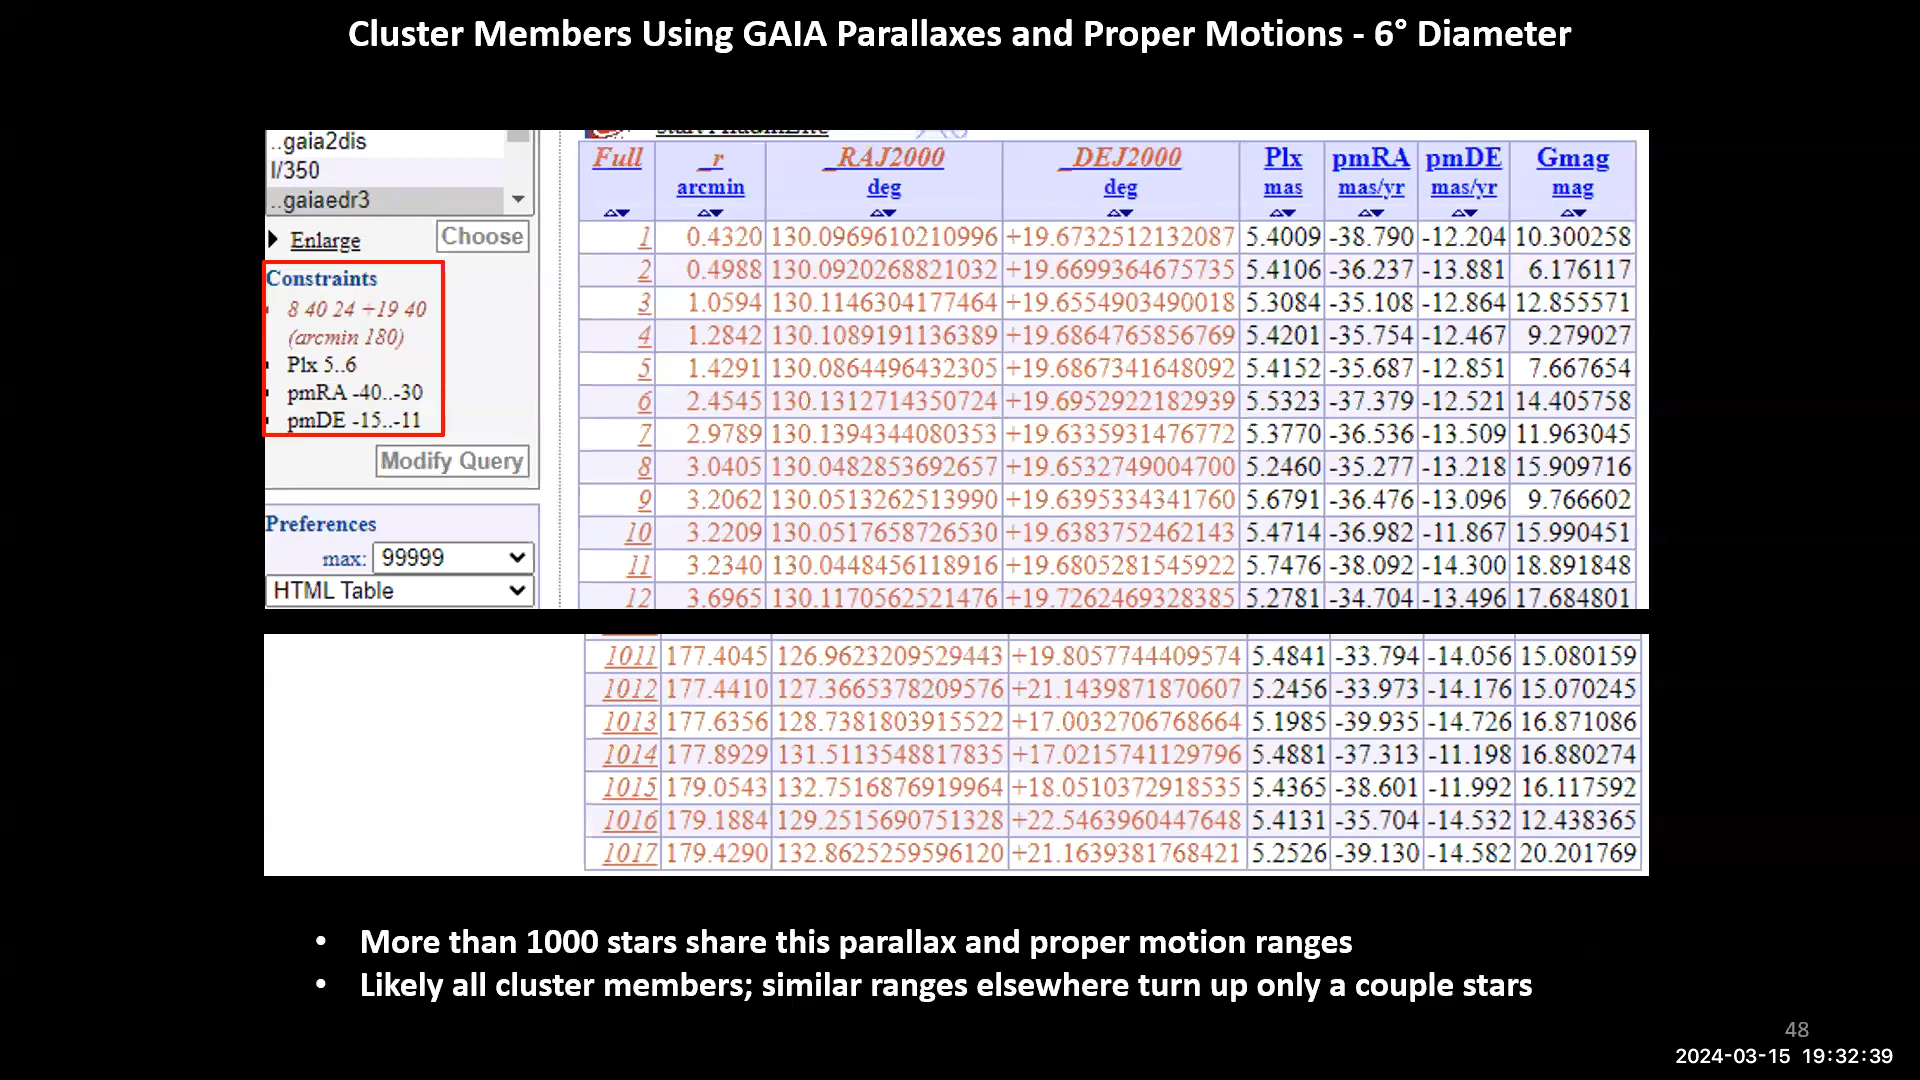 Cluster Members Using GAIA Parallaxes and Proper Motions - 6° Diameter
..gaia2dis
I/350
..gaiaedr3
Enlarge Choose
Constraints
8 40 24 +19 40
(arcmin 180)
Plx 5..6
pmRA -40..-30
pmDE -15..-11
Modify Query
Preferences
max: 99999
HTML Table
Full _r _RAJ2000 _DEJ2000 Plx pmRA pmDE Gmag
arcmin deg deg mas mas/yr mas/yr mag
1 0.4320 130.0969610210996 +19.6732512132087 5.4009 -38.790 -12.204 10.300258
2 0.4988 130.0920268821032 +19.6699364675735 5.4106 -36.237 -13.881 6.176117
3 1.0594 130.1146304177464 +19.6554903490018 5.3084 -35.108 -12.864 12.855571
4 1.2842 130.1089191136389 +19.6864765856769 5.4201 -35.754 -12.467 9.279027
5 1.4291 130.0864496432305 +19.6867341648092 5.4152 -35.687 -12.851 7.667654
6 2.4545 130.1312714350724 +19.6952922182939 5.5323 -37.379 -12.521 14.405758
7 2.9789 130.1394344080353 +19.6335931476772 5.3770 -36.536 -13.509 11.963045
8 3.0405 130.0482853692657 +19.6532749004700 5.2460 -35.277 -13.218 15.909716
9 3.2062 130.0513262513990 +19.6395334341760 5.6791 -36.476 -13.096 9.766602
10 3.2209 130.0517658726530 +19.6383752462143 5.4714 -36.982 -11.867 15.990451
11 3.2340 130.0448456118916 +19.6805281545922 5.7476 -38.092 -14.300 18.891848
12 3.6965 130.1170562521476 +19.7262469328385 5.2781 -34.704 -13.496 17.684801
1011 177.4045 126.9623209529443 +19.8057744409574 5.4841 -33.794 -14.056 15.080159
1012 177.4410 127.3665378209576 +21.1439871870607 5.2456 -33.973 -14.176 15.070245
1013 177.6356 128.7381803915522 +17.0032706768664 5.1985 -39.935 -14.726 16.871086
1014 177.8929 131.5113548817835 +17.0215741129796 5.4881 -37.313 -11.198 16.880274
1015 179.0543 132.7516876919964 +18.0510372918535 5.4365 -38.601 -11.992 16.117592
1016 179.1884 129.2515690751328 +22.5463960447648 5.4131 -35.704 -14.532 12.438365
1017 179.4290 132.8625259596120 +21.1639381768421 5.2526 -39.130 -14.582 20.201769
• More than 1000 stars share this parallax and proper motion ranges
• Likely all cluster members; similar ranges elsewhere turn up only a couple stars
48
2024-03-15 19:32:39